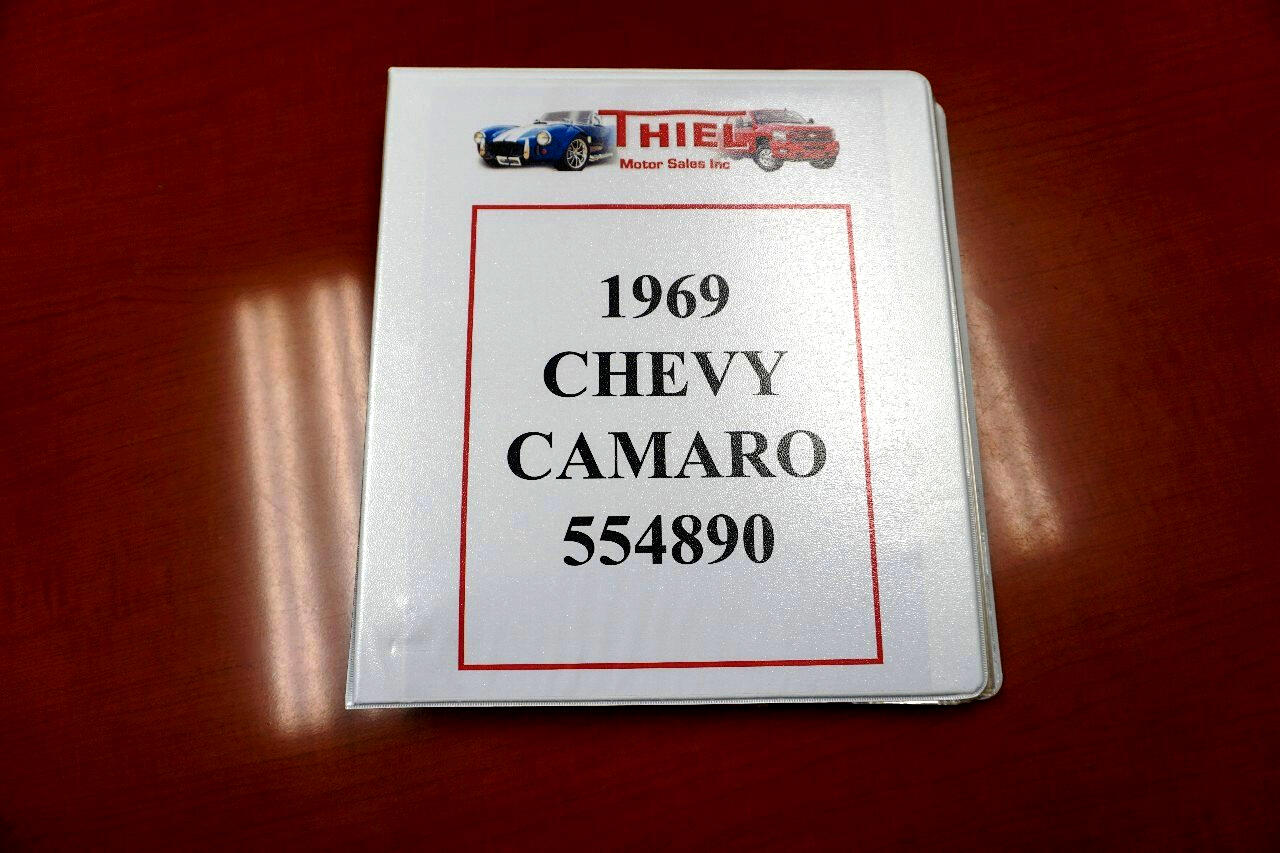 THIEL
Motor Sales Inc
1969
CHEVY
CAMARO
554890